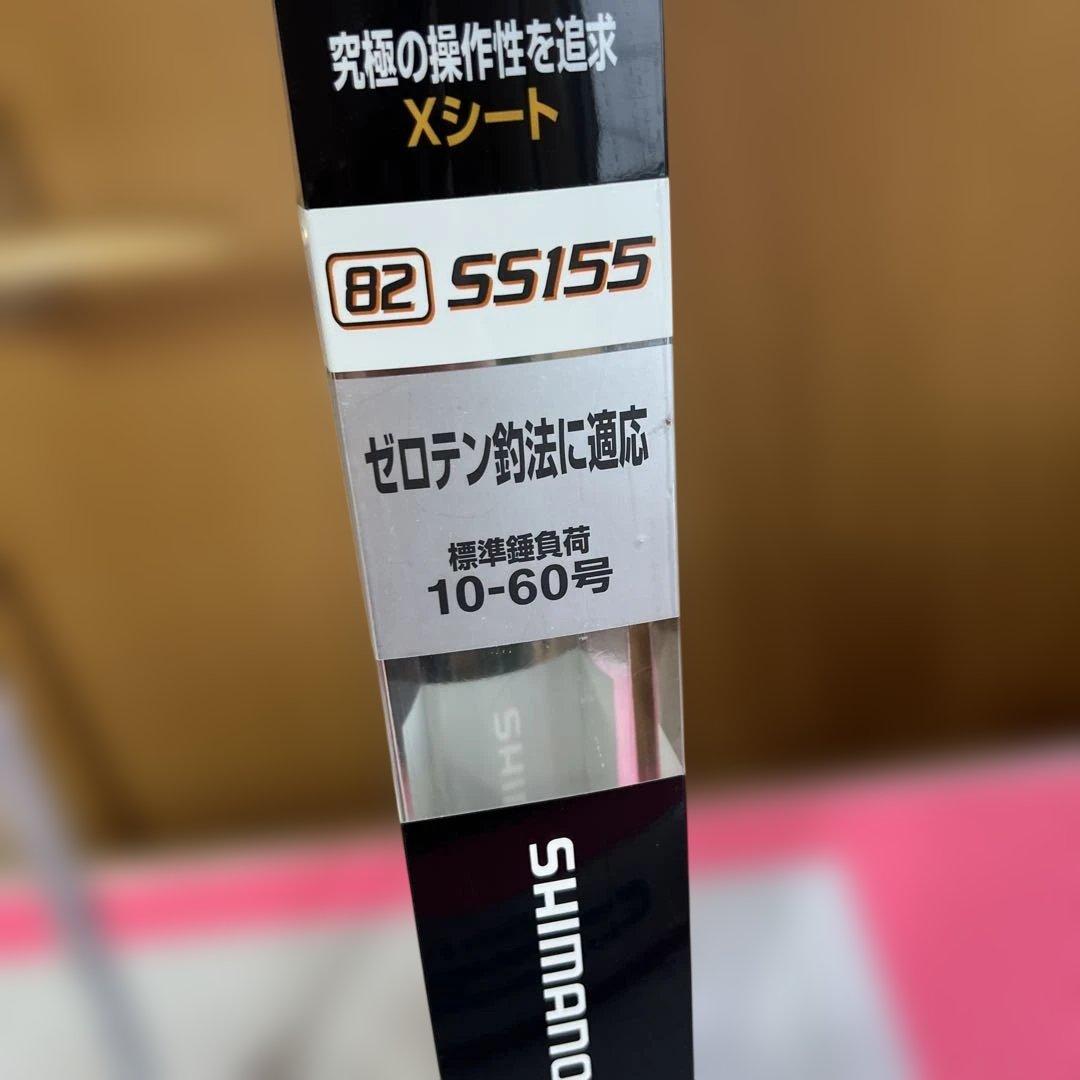 究極の操作性を追求
Xシート
82 SS155
ゼロテン釣法に適応
標準錘負荷
10-60号
SHI
SHIMANO